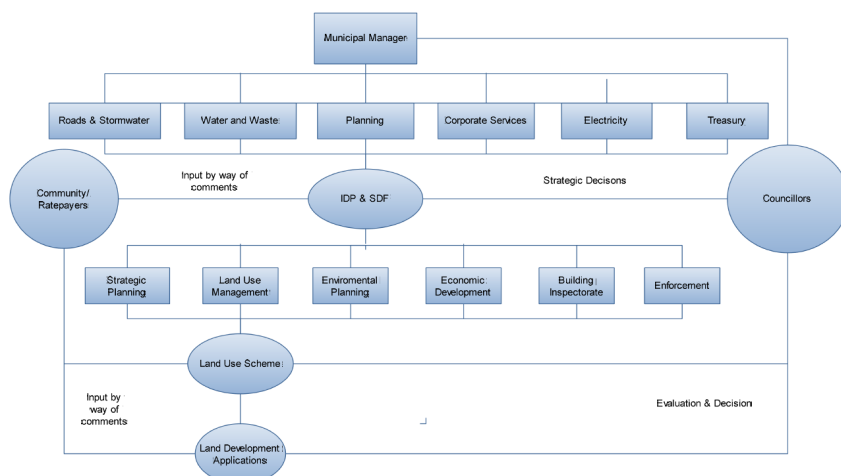 Municipal Manager
Roads & Stormwater
Water and Waste
Planning
Corporate Services
Electricity
Treasury
Community/
Ratepayers
Input by way of
comments
IDP & SDF
Strategic Decisons
Councillors
Strategic
Planning
Land Use
Management
Enviromental
Planning
Economic
Development
Building
Inspectorate
Enforcement
Land Use Scheme
Input by
way of
comments
Evaluation & Decision
Land Development
Applications